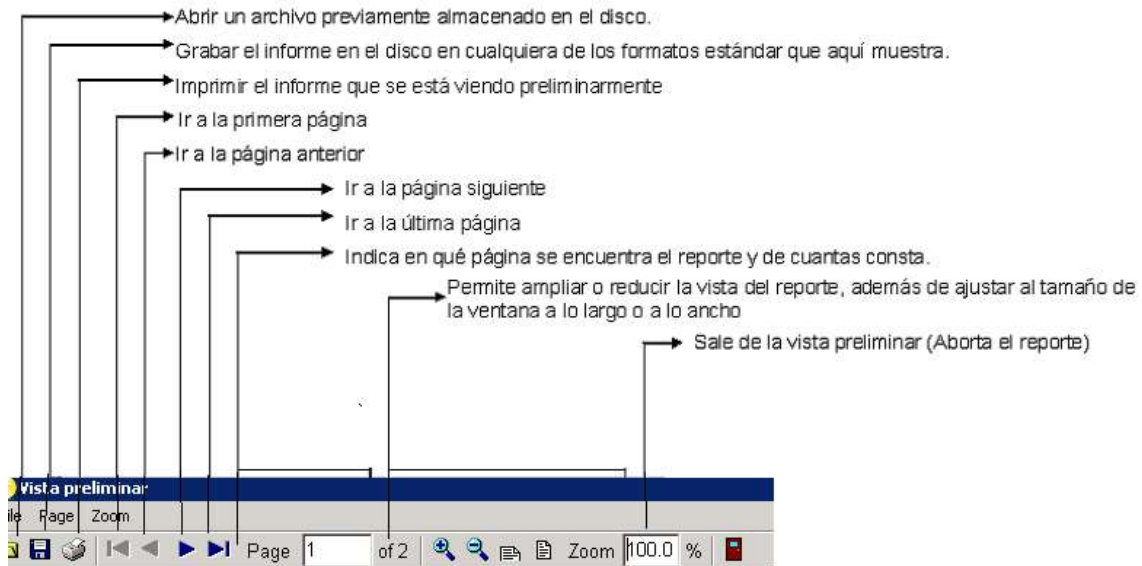 Abrir un archivo previamente almacenado en el disco.
Grabar el informe en el disco en cualquiera de los formatos estándar que aquí muestra.
Imprimir el informe que se está viendo preliminarmente
Ir a la primera página
Ir a la página anterior
Ir a la página siguiente
Ir a la última página
Indica en qué página se encuentra el reporte y de cuantas consta.
Permite ampliar o reducir la vista del reporte, además de ajustar al tamaño de
la ventana a lo largo o a lo ancho
Sale de la vista preliminar (Aborta el reporte)
Vista preliminar
ile Page Zoom
Page 1 of 2 Zoom 100.0 %